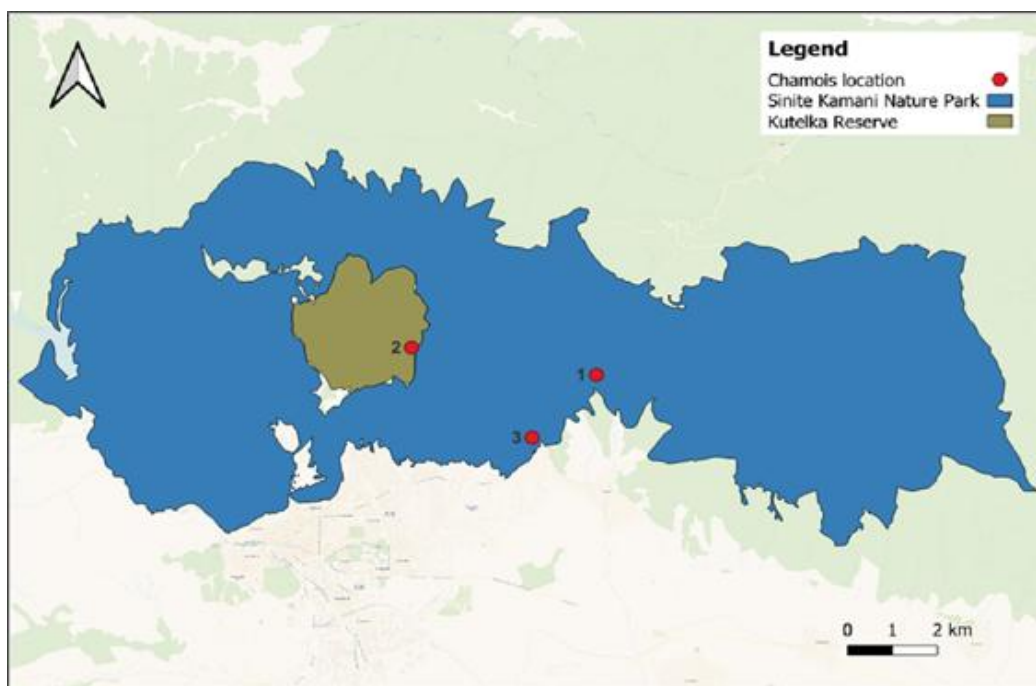 Legend
Chamois location
Sinite Kamani Nature Park
Kutelka Reserve
2
1
3
0 1 2 km